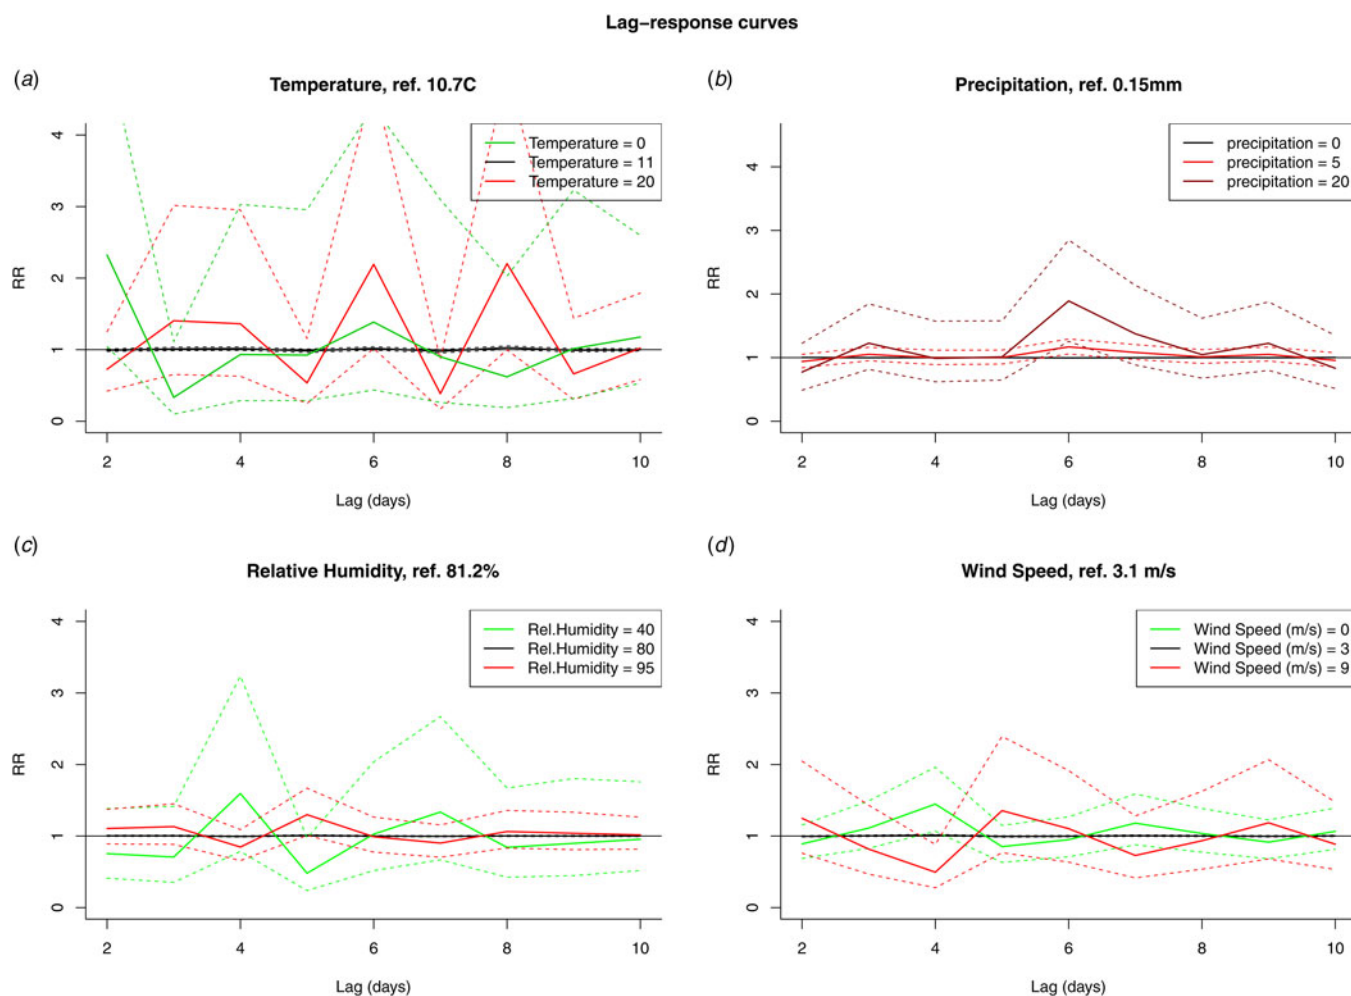 Lag–response curves
(a)
Temperature, ref. 10.7C
Temperature = 0
Temperature = 11
Temperature = 20
RR
0
1
2
3
4
2
4
6
8
10
Lag (days)
(b)
Precipitation, ref. 0.15mm
precipitation = 0
precipitation = 5
precipitation = 20
RR
0
1
2
3
4
2
4
6
8
10
Lag (days)
(c)
Relative Humidity, ref. 81.2%
Rel.Humidity = 40
Rel.Humidity = 80
Rel.Humidity = 95
RR
0
1
2
3
4
2
4
6
8
10
Lag (days)
(d)
Wind Speed, ref. 3.1 m/s
Wind Speed (m/s) = 0
Wind Speed (m/s) = 3
Wind Speed (m/s) = 9
RR
0
1
2
3
4
2
4
6
8
10
Lag (days)